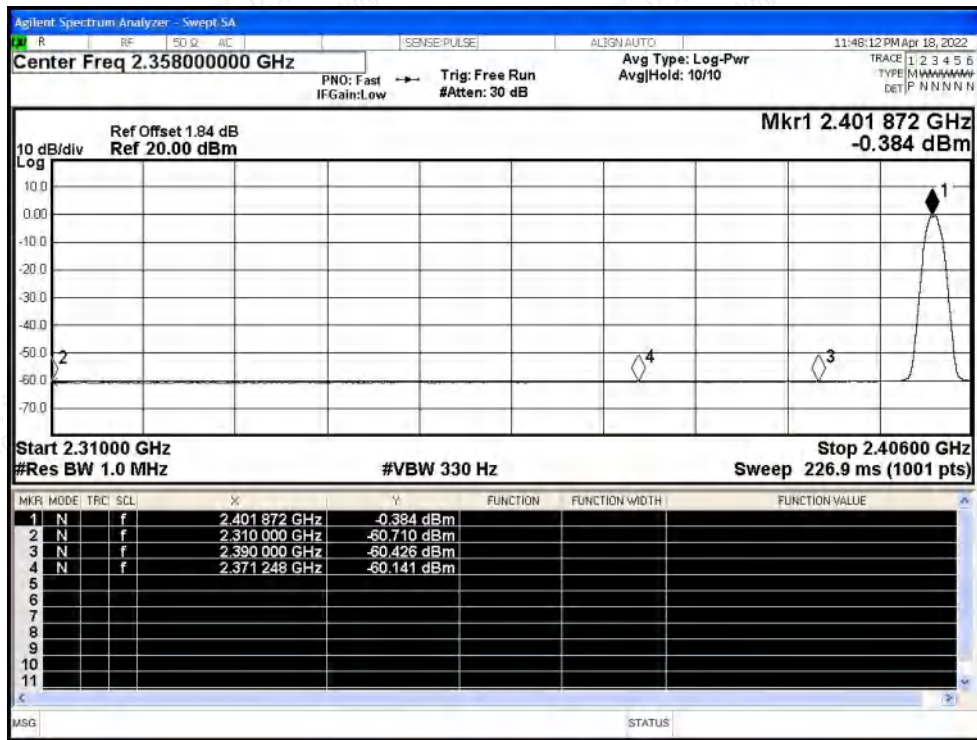 Agilent Spectrum Analyzer - Swept SA
R RF 50 Ω AC SENSE:PULSE ALIGN AUTO 11:48:12 PM Apr 18, 2022
Center Freq 2.358000000 GHz
PNO: Fast
IFGain:Low
Trig: Free Run
#Atten: 30 dB
Avg Type: Log-Pwr
Avg|Hold: 10/10
TRACE 1 2 3 4 5 6
TYPE M
DET P N N N N N
Ref Offset 1.84 dB
Ref 20.00 dBm
10 dB/div
Log
Mkr1 2.401 872 GHz
-0.384 dBm
10.0
0.00
-10.0
-20.0
-30.0
-40.0
-50.0
-60.0
-70.0
1
2
4
3
Start 2.31000 GHz Stop 2.40600 GHz
#Res BW 1.0 MHz #VBW 330 Hz Sweep 226.9 ms (1001 pts)
MKR MODE TRC SCL X Y FUNCTION FUNCTION WIDTH FUNCTION VALUE
1 N f 2.401 872 GHz -0.384 dBm
2 N f 2.310 000 GHz -60.710 dBm
3 N f 2.390 000 GHz -60.426 dBm
4 N f 2.371 248 GHz -60.141 dBm
5
6
7
8
9
10
11
MSG STATUS